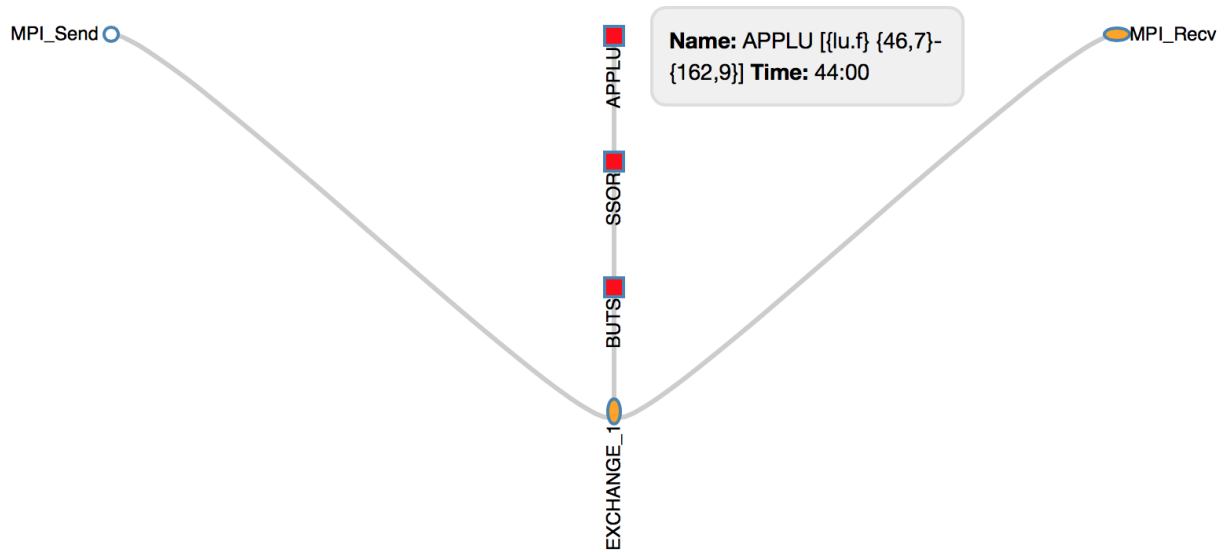 MPI_Send
APPLU
Name: APPLU [{lu.f} {46,7}-
{162,9}] Time: 44:00
MPI_Recv
SSOR
BUTS
EXCHANGE_1